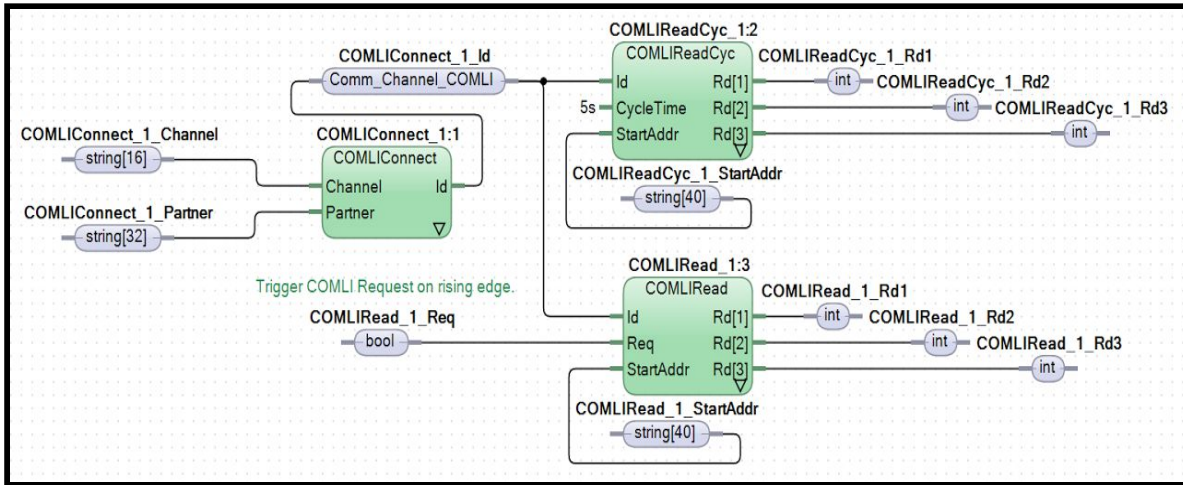 COMLIReadCyc_1:2
COMLIConnect_1_Id
COMLIReadCyc
COMLIReadCyc_1_Rd1
Comm_Channel_COMLI
Id
Rd[1]
int
COMLIReadCyc_1_Rd2
5s
CycleTime
Rd[2]
int
COMLIReadCyc_1_Rd3
COMLIConnect_1_Channel
COMLIConnect_1:1
StartAddr
Rd[3]
int
string[16]
COMLIConnect
COMLIReadCyc_1_StartAddr
Channel
Id
string[40]
COMLIConnect_1_Partner
Partner
string[32]
COMLIRead_1:3
Trigger COMLI Request on rising edge.
COMLIRead
COMLIRead_1_Rd1
COMLIRead_1_Req
Id
Rd[1]
int
COMLIRead_1_Rd2
bool
Req
Rd[2]
int
COMLIRead_1_Rd3
StartAddr
Rd[3]
int
COMLIRead_1_StartAddr
string[40]